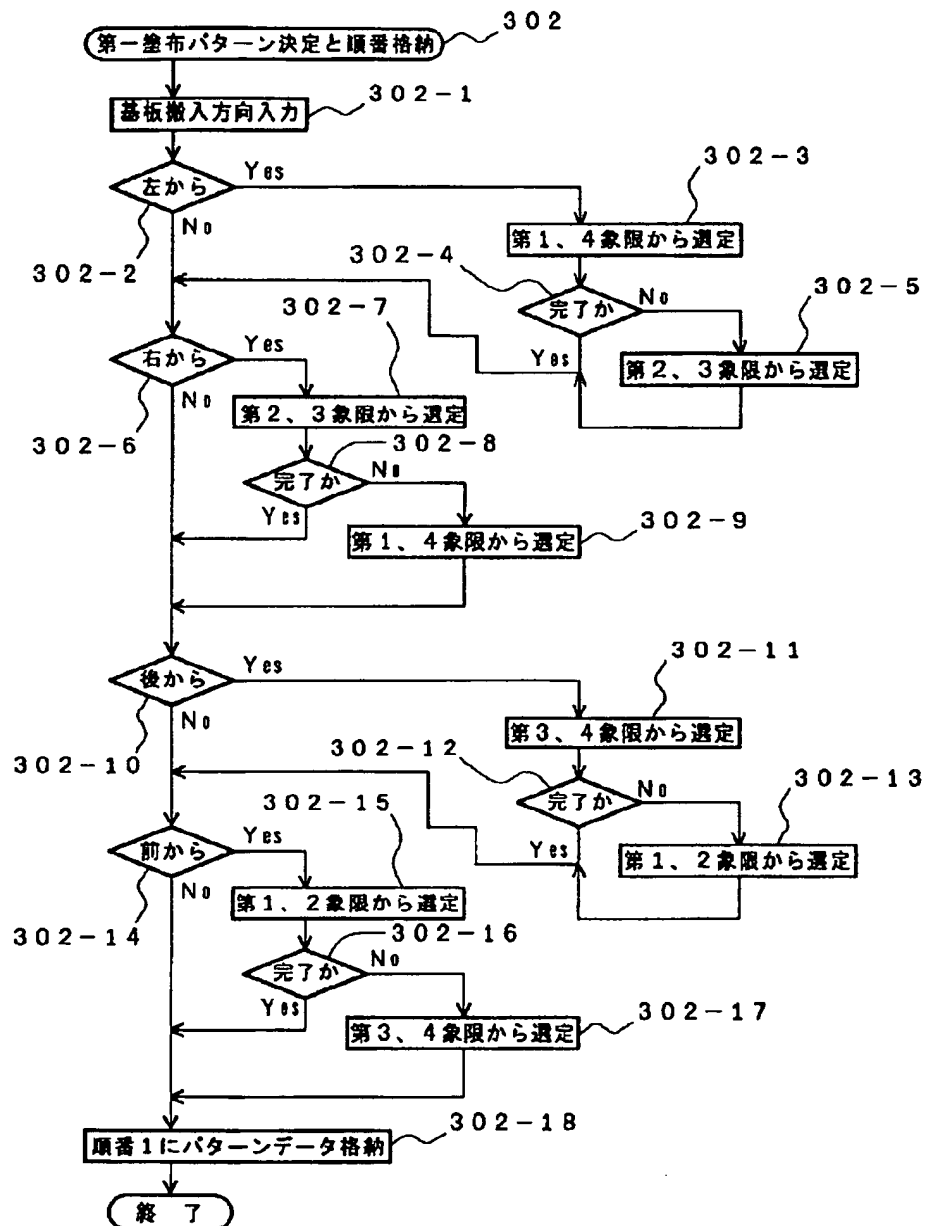 302
第一塗布パターン決定と順番格納
302-1
基板搬入方向入力
左から
Yes
No
302-2
302-3
第1、4象限から選定
302-4
完了か
No
Yes
302-5
第2、3象限から選定
右から
Yes
No
302-6
302-7
第2、3象限から選定
302-8
完了か
No
Yes
302-9
第1、4象限から選定
後から
Yes
No
302-10
302-11
第3、4象限から選定
302-12
完了か
No
Yes
302-13
第1、2象限から選定
前から
Yes
No
302-14
302-15
第1、2象限から選定
302-16
完了か
No
Yes
302-17
第3、4象限から選定
302-18
順番1にパターンデータ格納
終 了